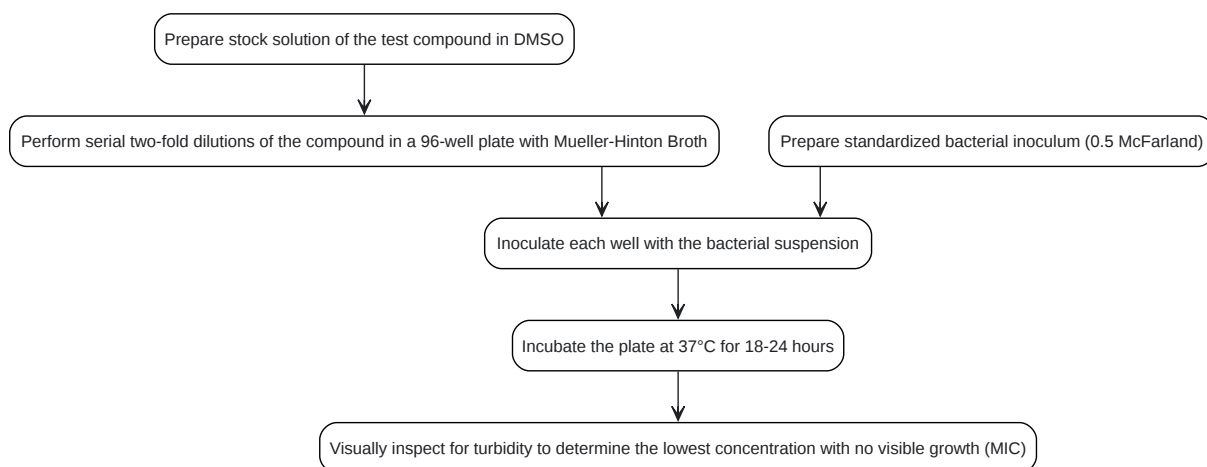 Prepare stock solution of the test compound in DMSO
Perform serial two-fold dilutions of the compound in a 96-well plate with Mueller-Hinton Broth
Prepare standardized bacterial inoculum (0.5 McFarland)
Inoculate each well with the bacterial suspension
Incubate the plate at 37°C for 18-24 hours
Visually inspect for turbidity to determine the lowest concentration with no visible growth (MIC)